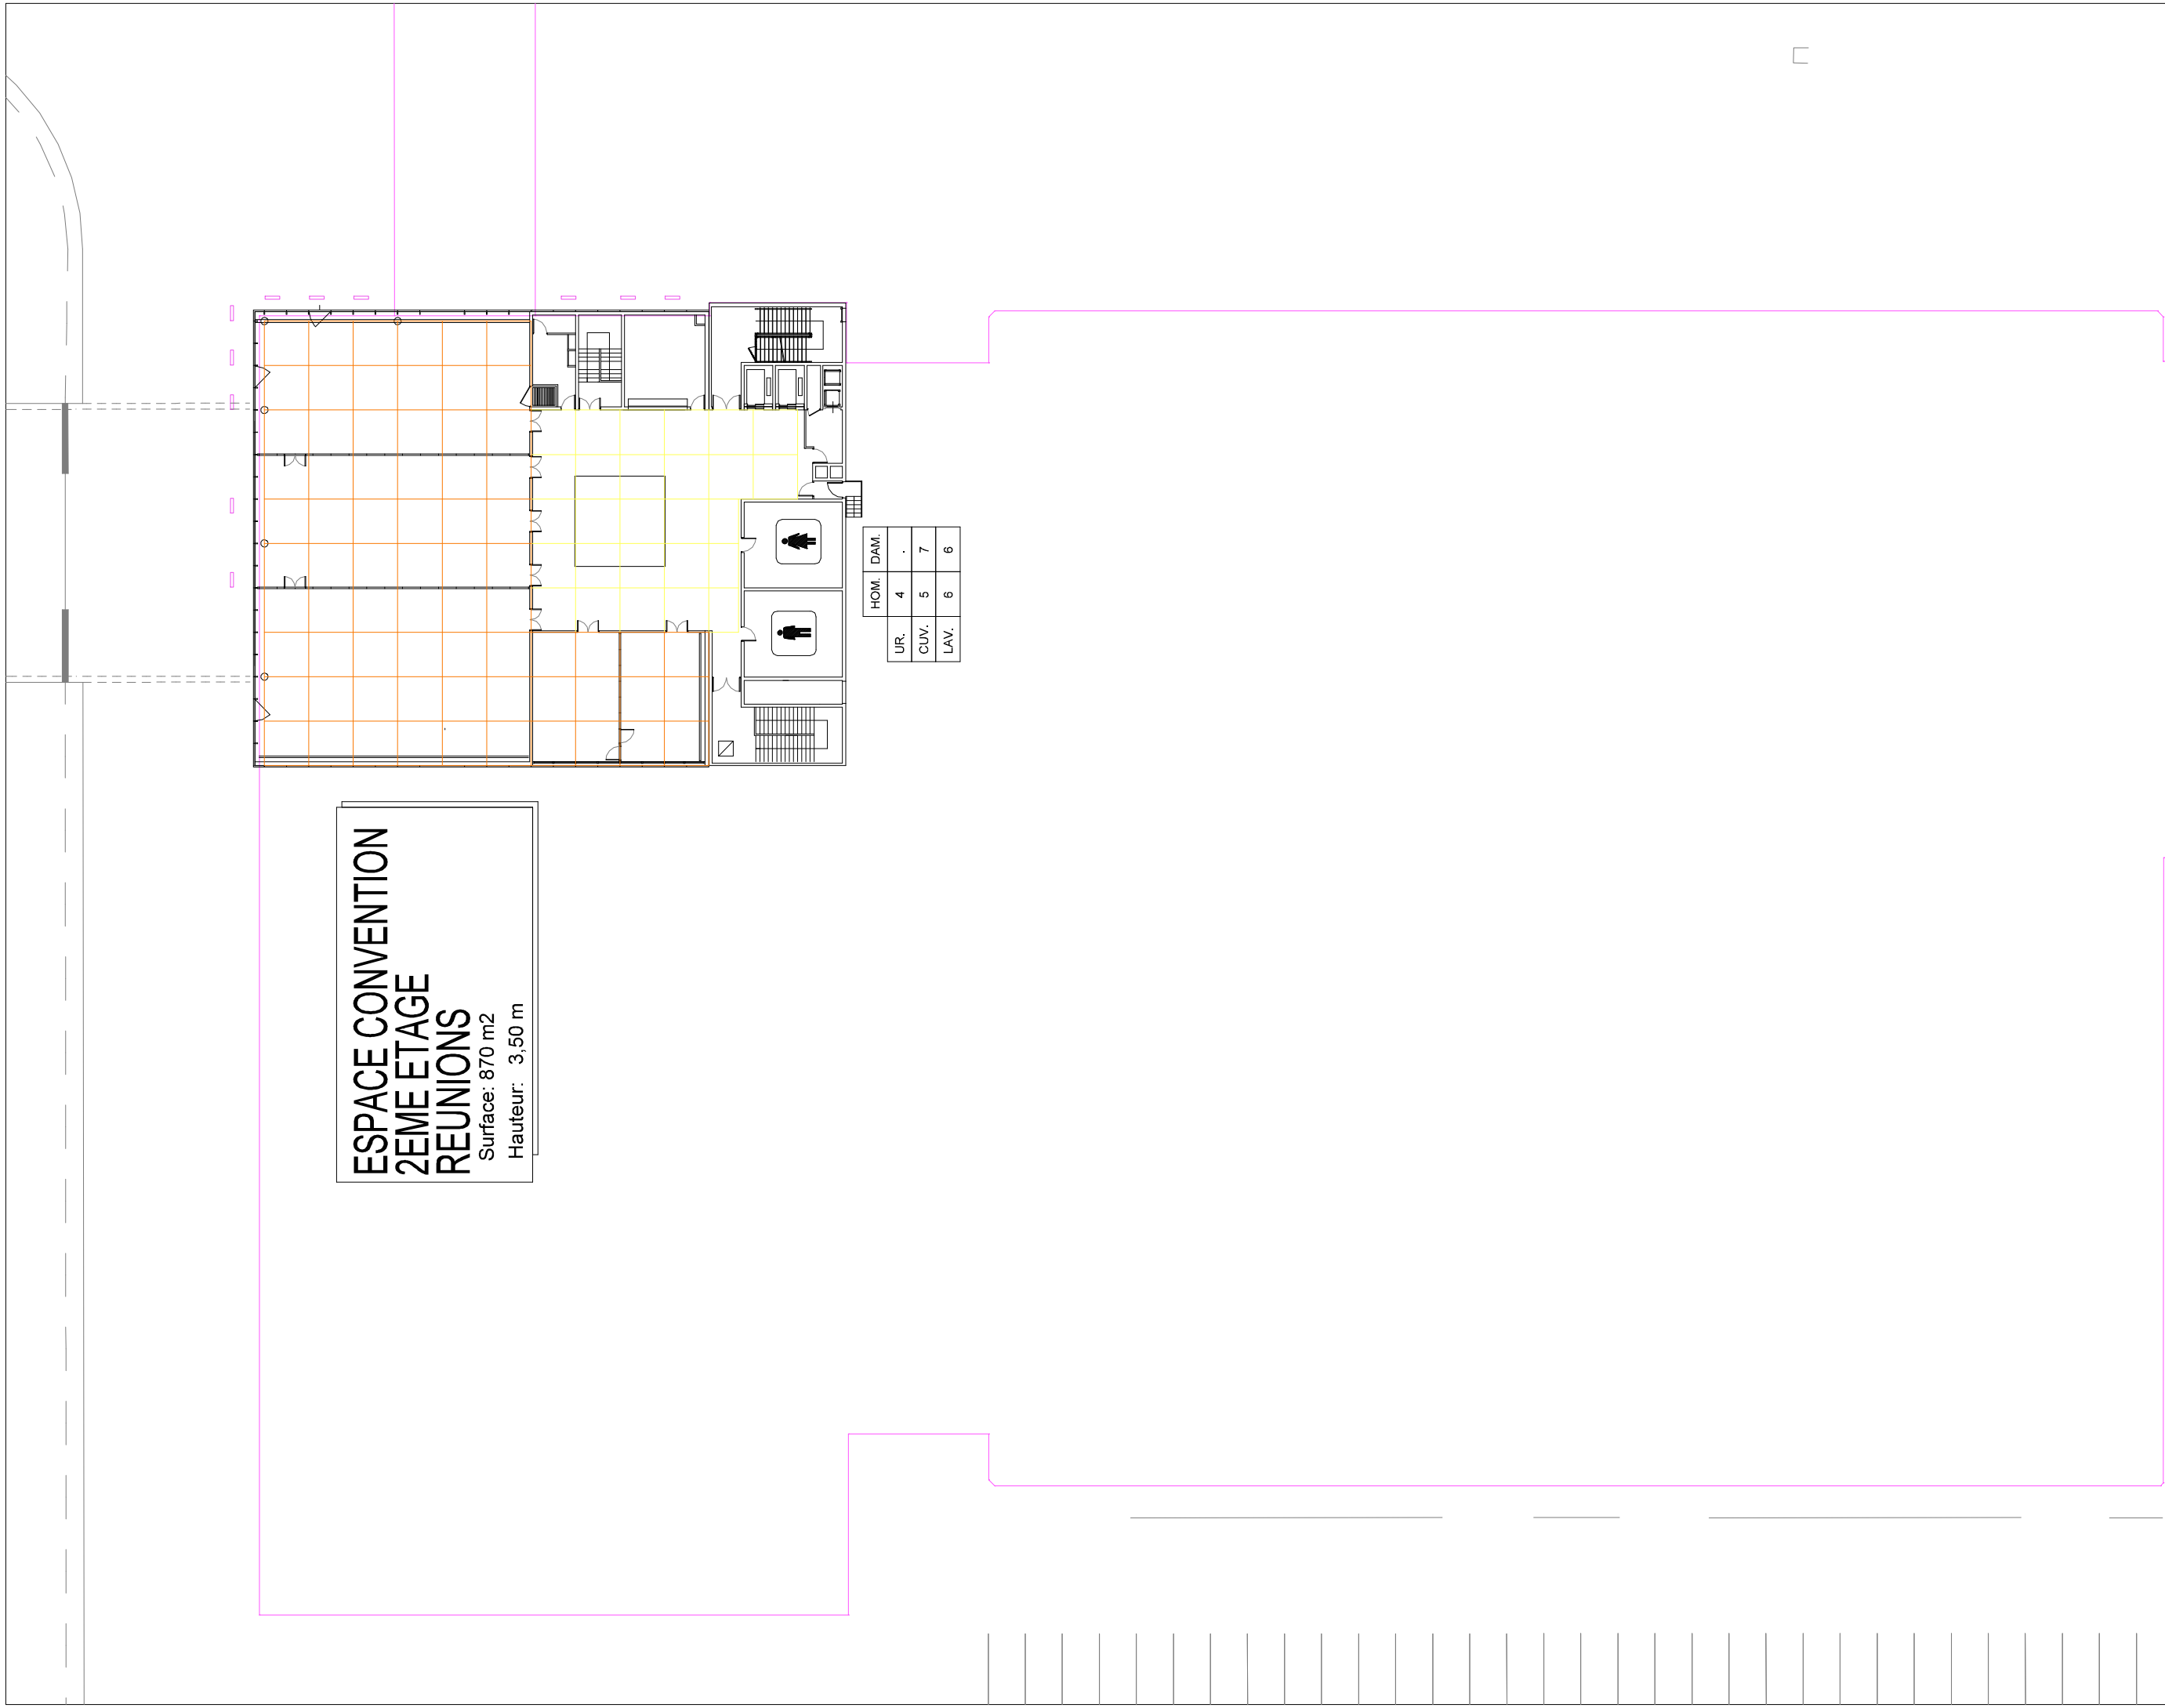 ESPACE CONVENTION
2EME ETAGE
REUNIONS
Surface: 870 m2
Hauteur: 3,50 m
HOM. DAM.
UR. 4 .
CUV. 5 7
LAV. 6 6